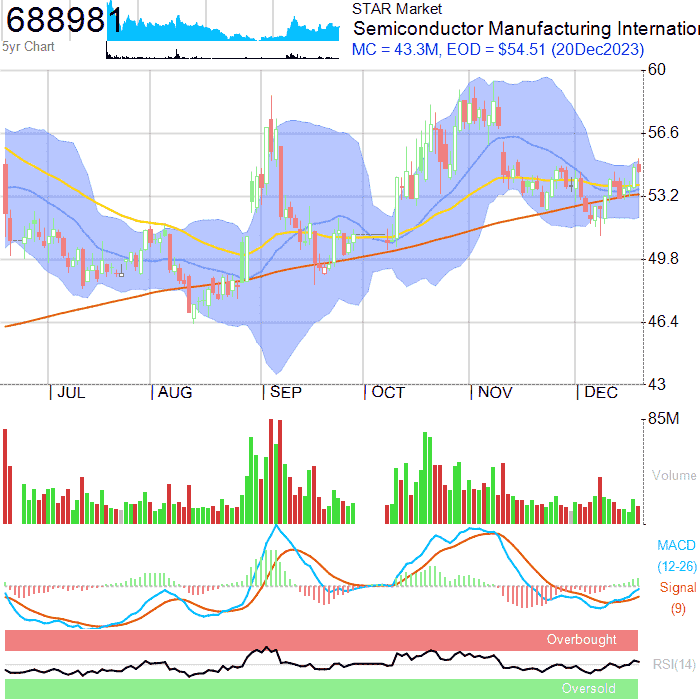 688981
5yr Chart
STAR Market
Semiconductor Manufacturing Internatio
MC = 43.3M, EOD = $54.51 (20Dec2023)
60
56.6
53.2
49.8
46.4
43
JUL AUG SEP OCT NOV DEC
85M
Volume
MACD
(12-26)
Signal
(9)
Overbought
RSI(14)
Oversold